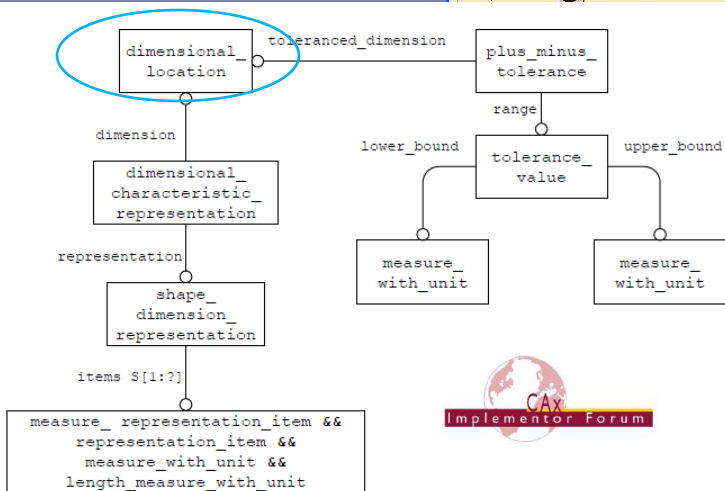 toleranced_dimension
dimensional_
location
plus_minus_
tolerance
range
dimension
lower_bound
upper_bound
tolerance_
value
dimensional_
characteristic_
representation
representation
measure_
with_unit
measure_
with_unit
shape_
dimension_
representation
items S[1:?]
CAx
Implementor Forum
measure_ representation_item &&
representation_item &&
measure_with_unit &&
length_measure_with_unit